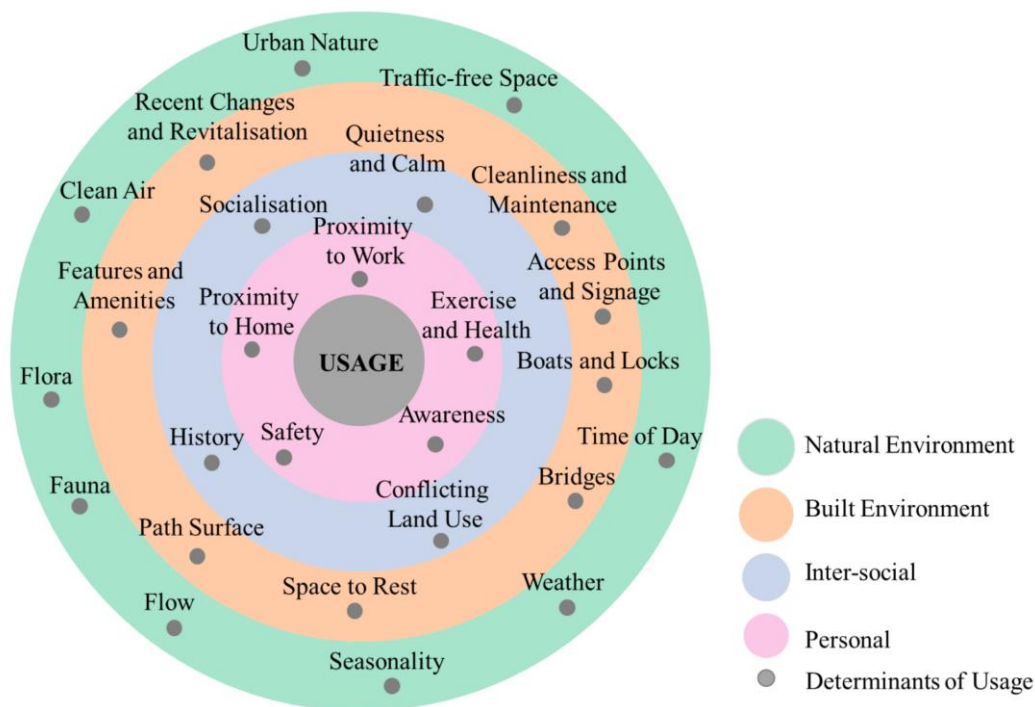 Urban Nature
Traffic-free Space
Recent Changes
and Revitalisation
Quietness
and Calm
Cleanliness and
Maintenance
Clean Air
Socialisation
Proximity
to Work
Access Points
and Signage
Features and
Amenities
Proximity
to Home
Exercise
and Health
USAGE
Boats and Locks
Flora
Awareness
History
Safety
Time of Day
Bridges
Fauna
Conflicting
Land Use
Path Surface
Space to Rest
Weather
Flow
Seasonality
Natural Environment
Built Environment
Inter-social
Personal
Determinants of Usage